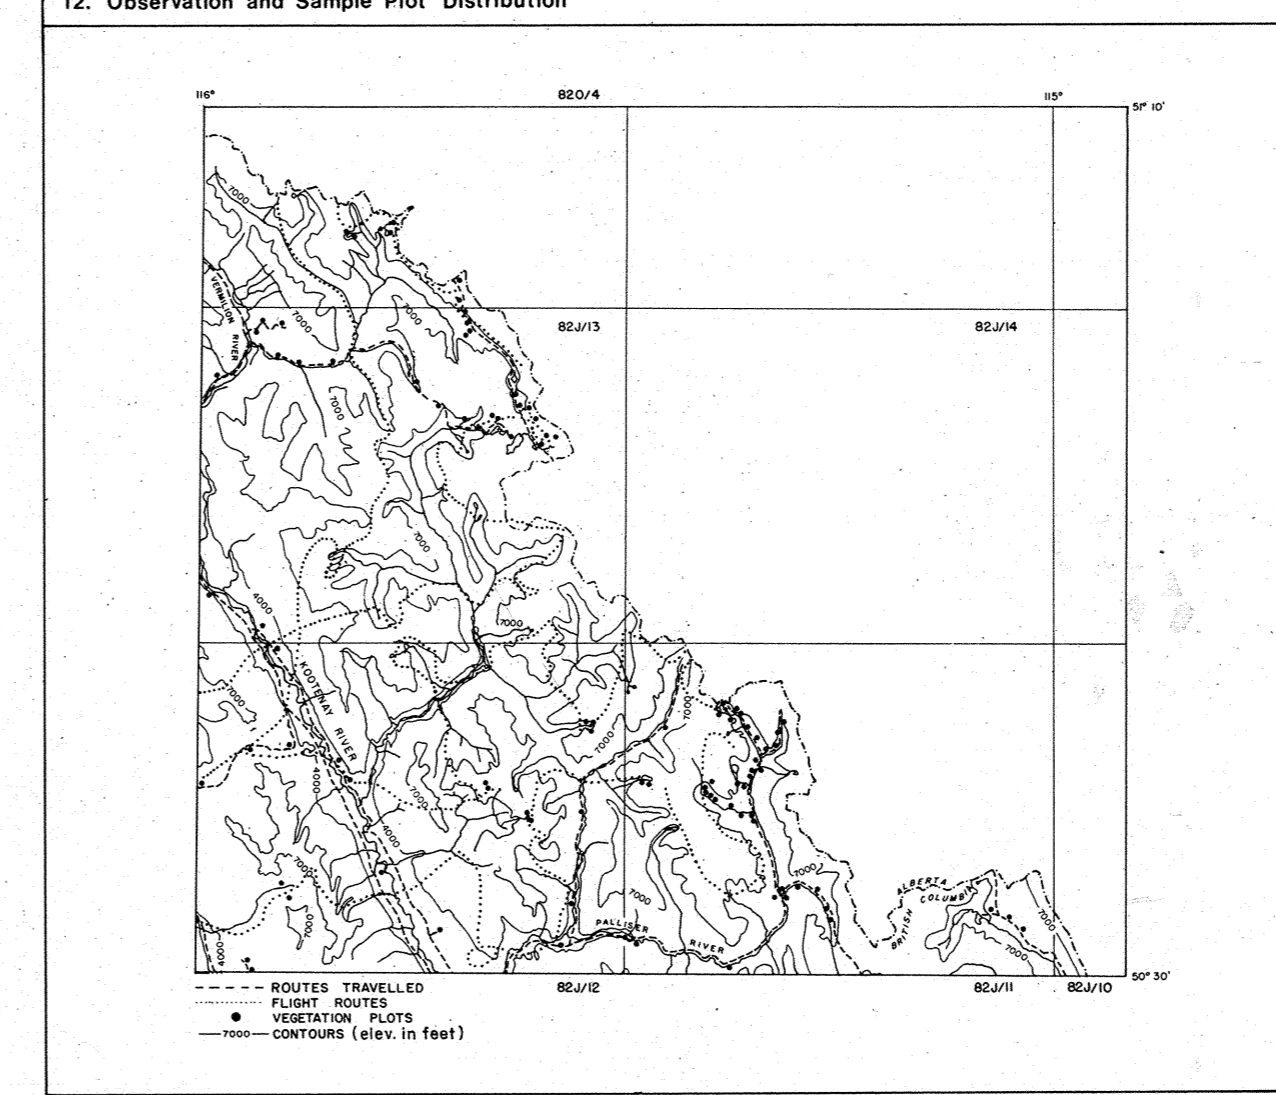 12. Observation and Sample Plot Distribution
116°
82O/4
115°
51° 10'
7000
VERMILION RIVER
7000
7000
82J/13
82J/14
7000
7000
4000
7000
KOOTENAY RIVER
7000
7000
7000
4000
7000
4000
7000
7000
7000
7000
ALBERTA
BRITISH COLUMBIA
7000
7000
4000
PALLISER RIVER
50° 30'
ROUTES TRAVELLED
82J/12
82J/11
82J/10
FLIGHT ROUTES
VEGETATION PLOTS
7000 CONTOURS (elev. in feet)